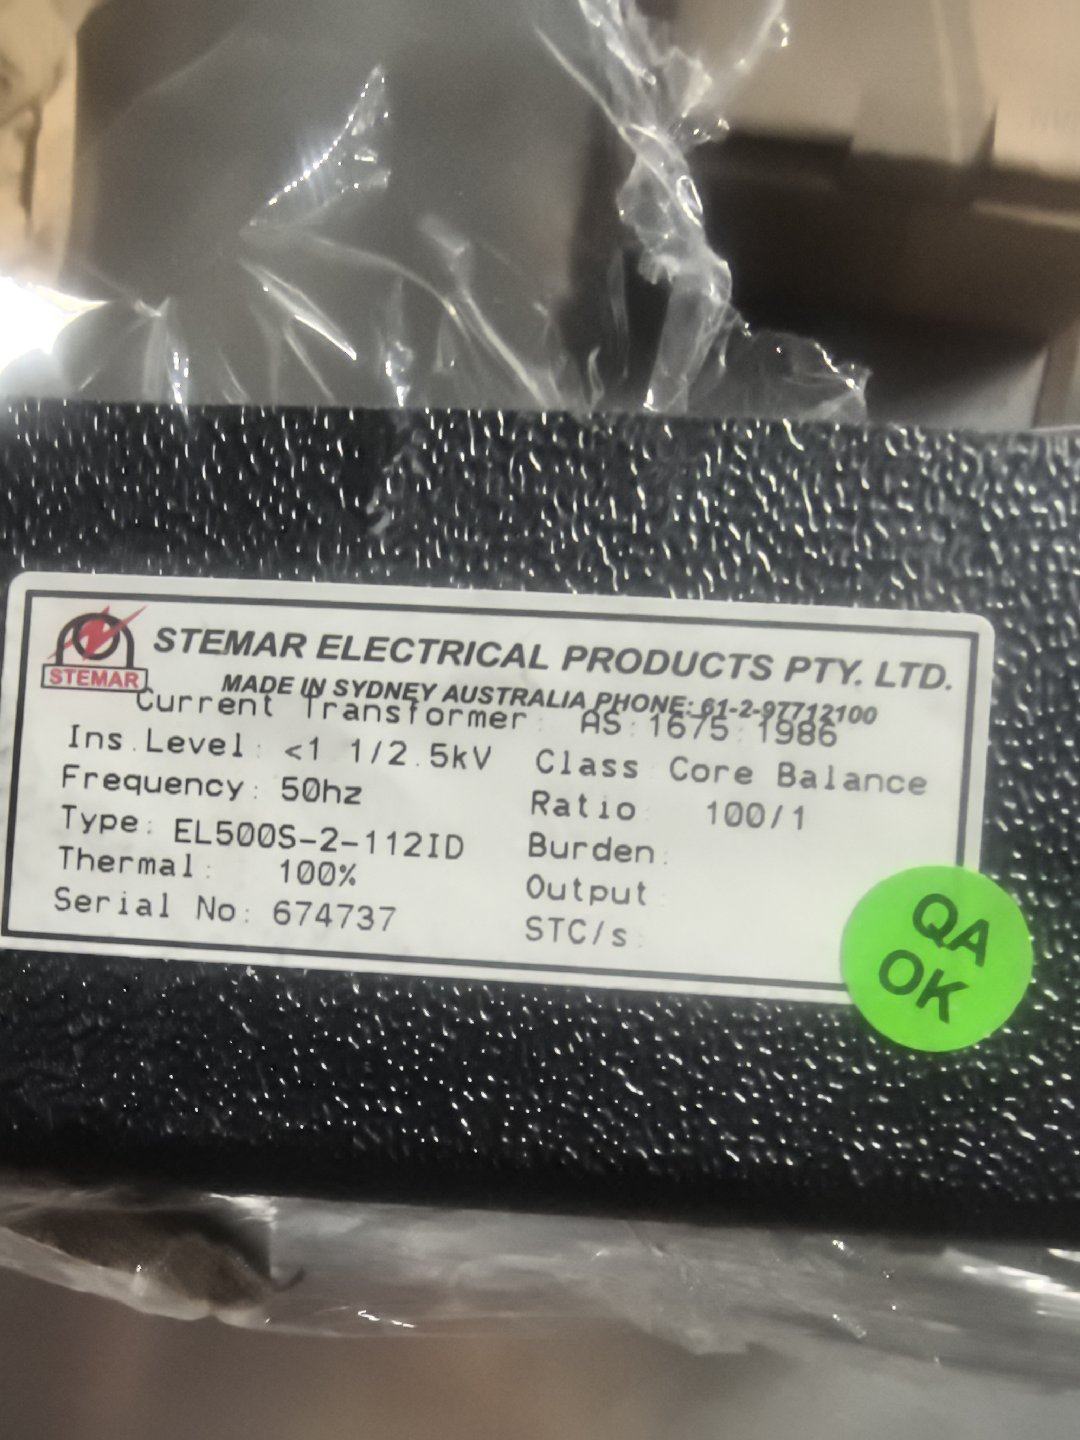 STEMAR
STEMAR ELECTRICAL PRODUCTS PTY. LTD.
MADE IN SYDNEY AUSTRALIA PHONE: 61-2-97712100
Current Transformer: AS:1675:1986
Ins.Level: <1 1/2.5kV Class Core Balance
Frequency: 50hz Ratio 100/1
Type: EL500S-2-112ID Burden:
Thermal: 100% Output
Serial No: 674737 STC/s:
QA
OK